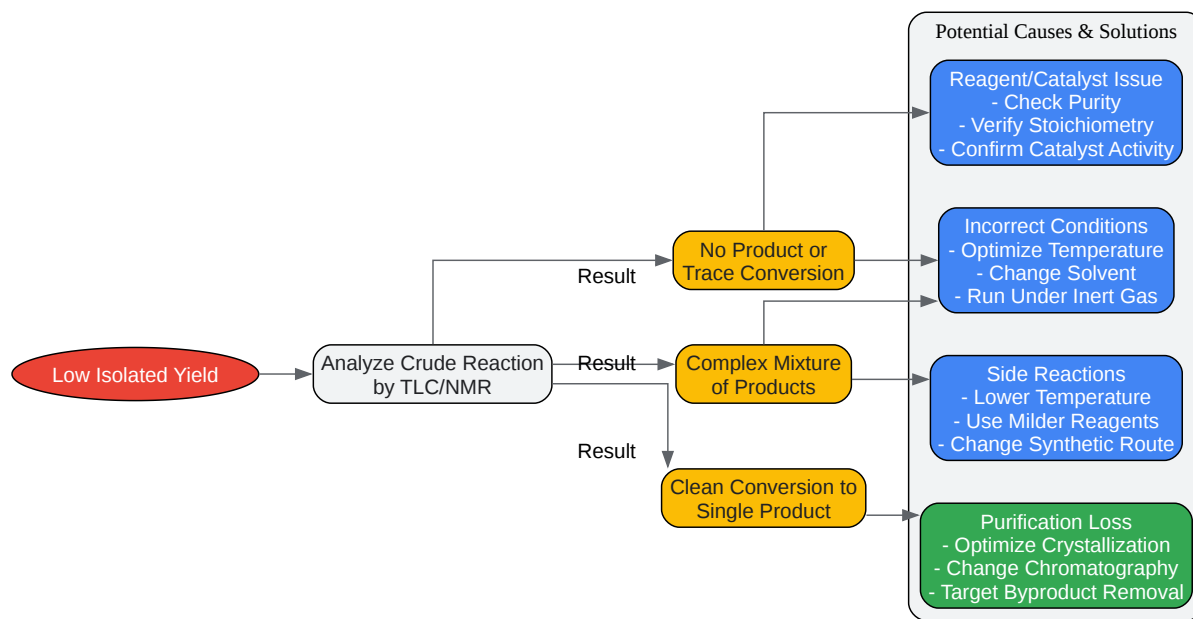 Potential Causes & Solutions
Reagent/Catalyst Issue
- Check Purity
- Verify Stoichiometry
- Confirm Catalyst Activity
Incorrect Conditions
- Optimize Temperature
- Change Solvent
- Run Under Inert Gas
No Product or
Trace Conversion
Result
Low Isolated Yield
Analyze Crude Reaction
by TLC/NMR
Result
Complex Mixture
of Products
Side Reactions
- Lower Temperature
- Use Milder Reagents
- Change Synthetic Route
Result
Clean Conversion to
Single Product
Purification Loss
- Optimize Crystallization
- Change Chromatography
- Target Byproduct Removal